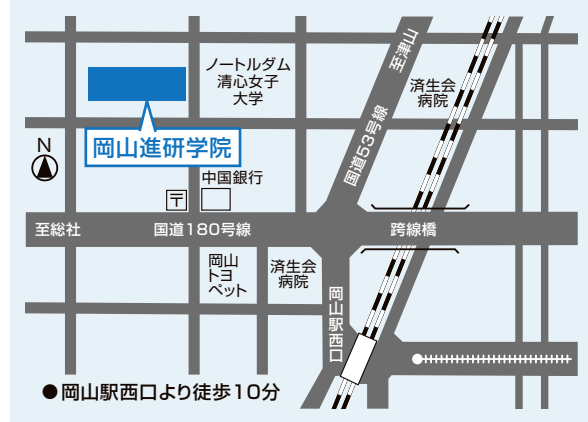 至津山
ノートルダム
清心女子
大学
済生会
病院
岡山進研学院
国道53号線
N
中国銀行
〒
至総社
国道180号線
跨線橋
岡山
トヨ
ペット
済生会
病院
岡山駅西口
●岡山駅西口より徒歩10分